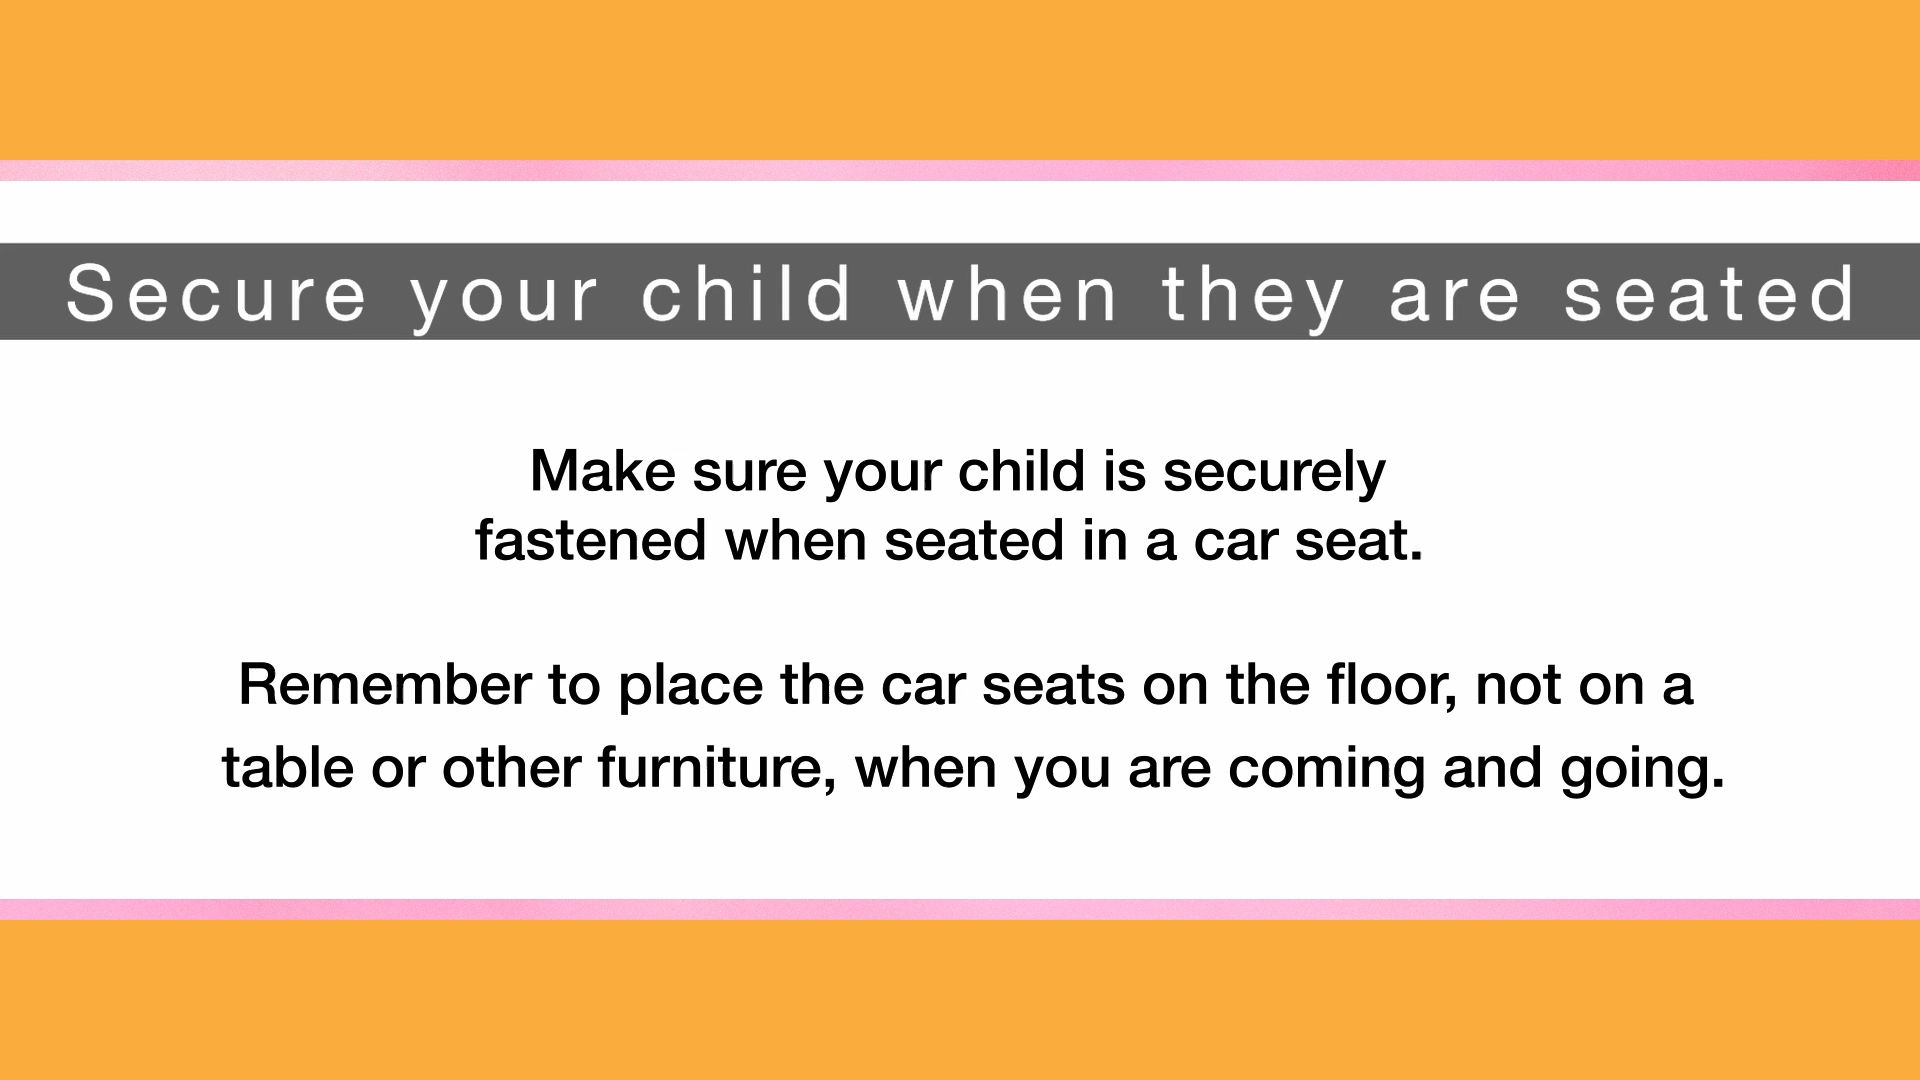 Secure your child when they are seated
Make sure your child is securely
fastened when seated in a car seat.
Remember to place the car seats on the floor, not on a
table or other furniture, when you are coming and going.